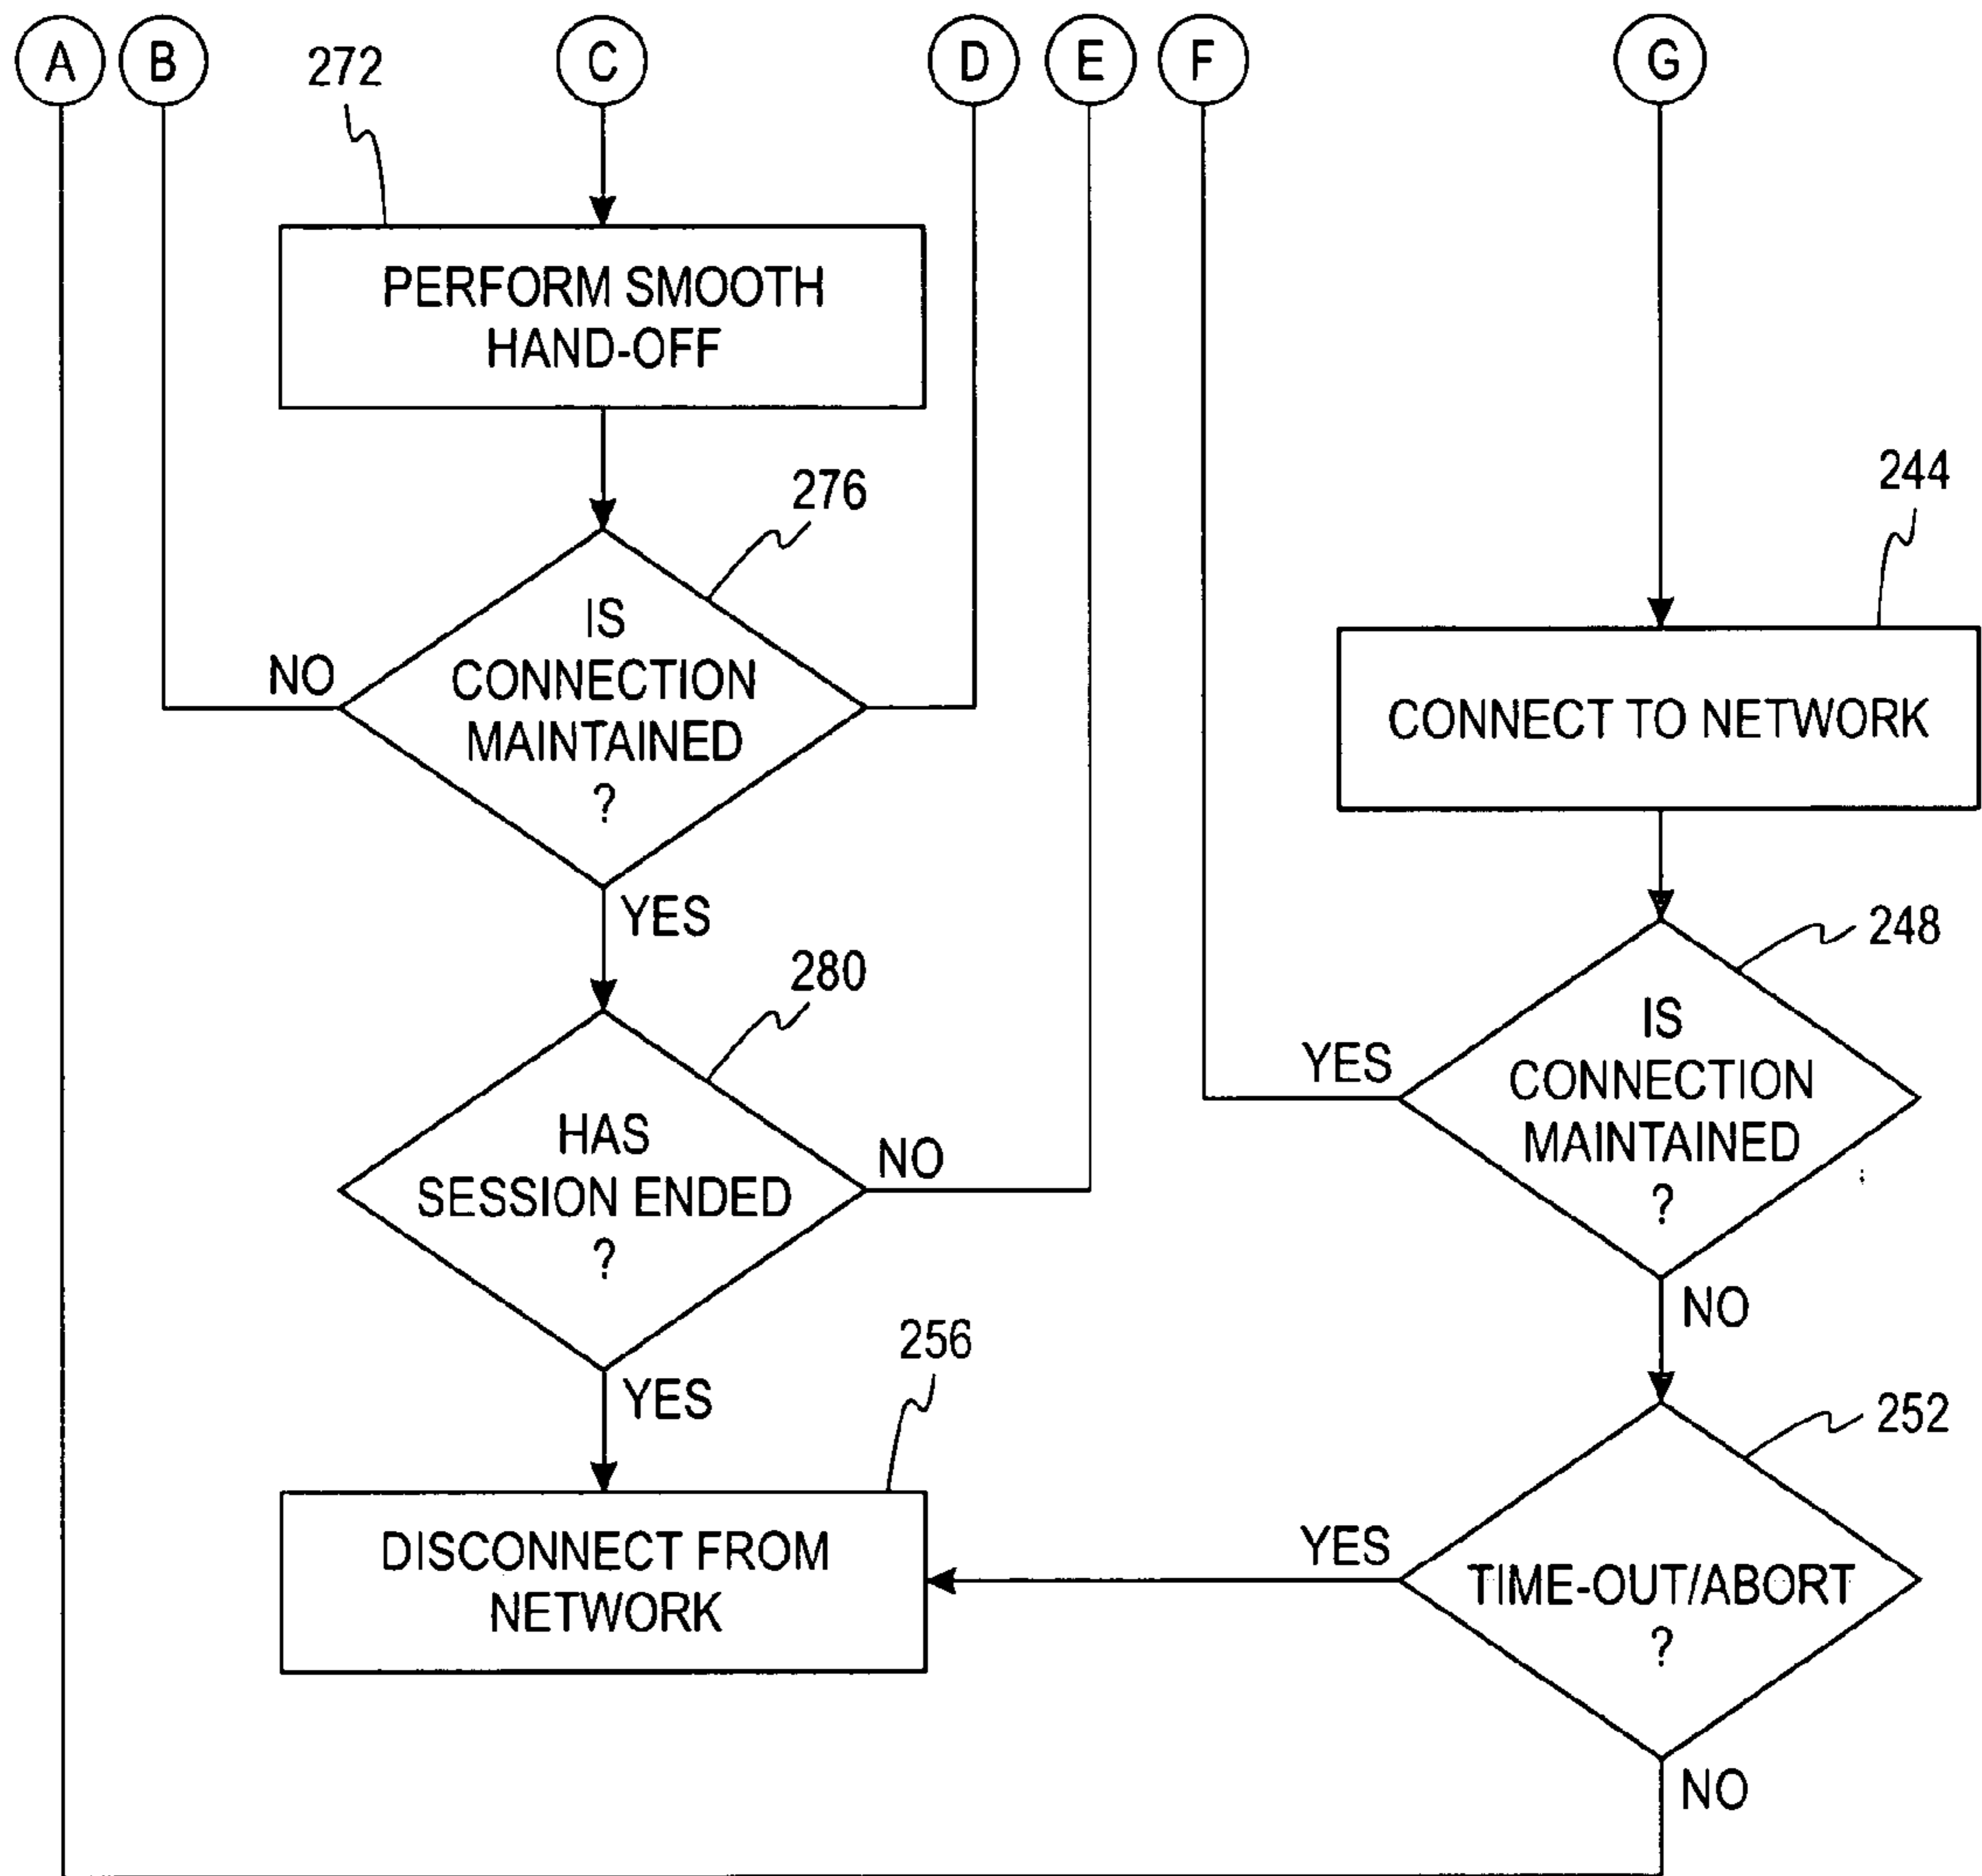 A
B
C
D
E
F
G
272
PERFORM SMOOTH
HAND-OFF
276
IS
CONNECTION
MAINTAINED
?
NO
YES
280
HAS
SESSION ENDED
?
NO
YES
256
DISCONNECT FROM
NETWORK
244
CONNECT TO NETWORK
248
IS
CONNECTION
MAINTAINED
?
YES
NO
252
TIME-OUT/ABORT
?
YES
NO